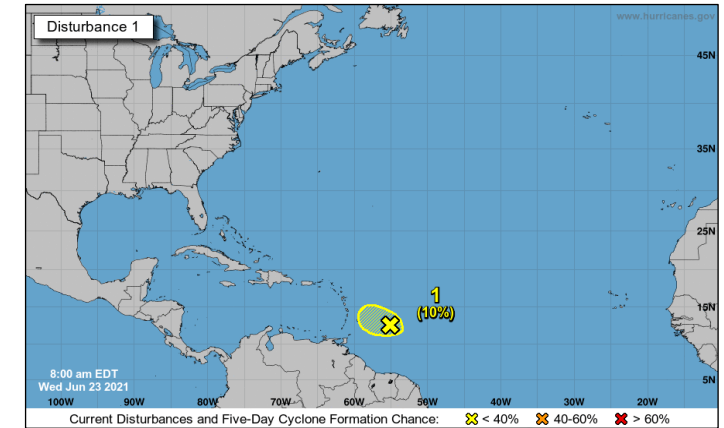 Disturbance 1
www.hurricanes.gov
45N
35N
25N
1
(10%)
15N
5N
8:00 am EDT
Wed Jun 23 2021
100W 90W 80W 70W 60W 50W 40W 30W 20W
Current Disturbances and Five-Day Cyclone Formation Chance: < 40% 40-60% > 60%